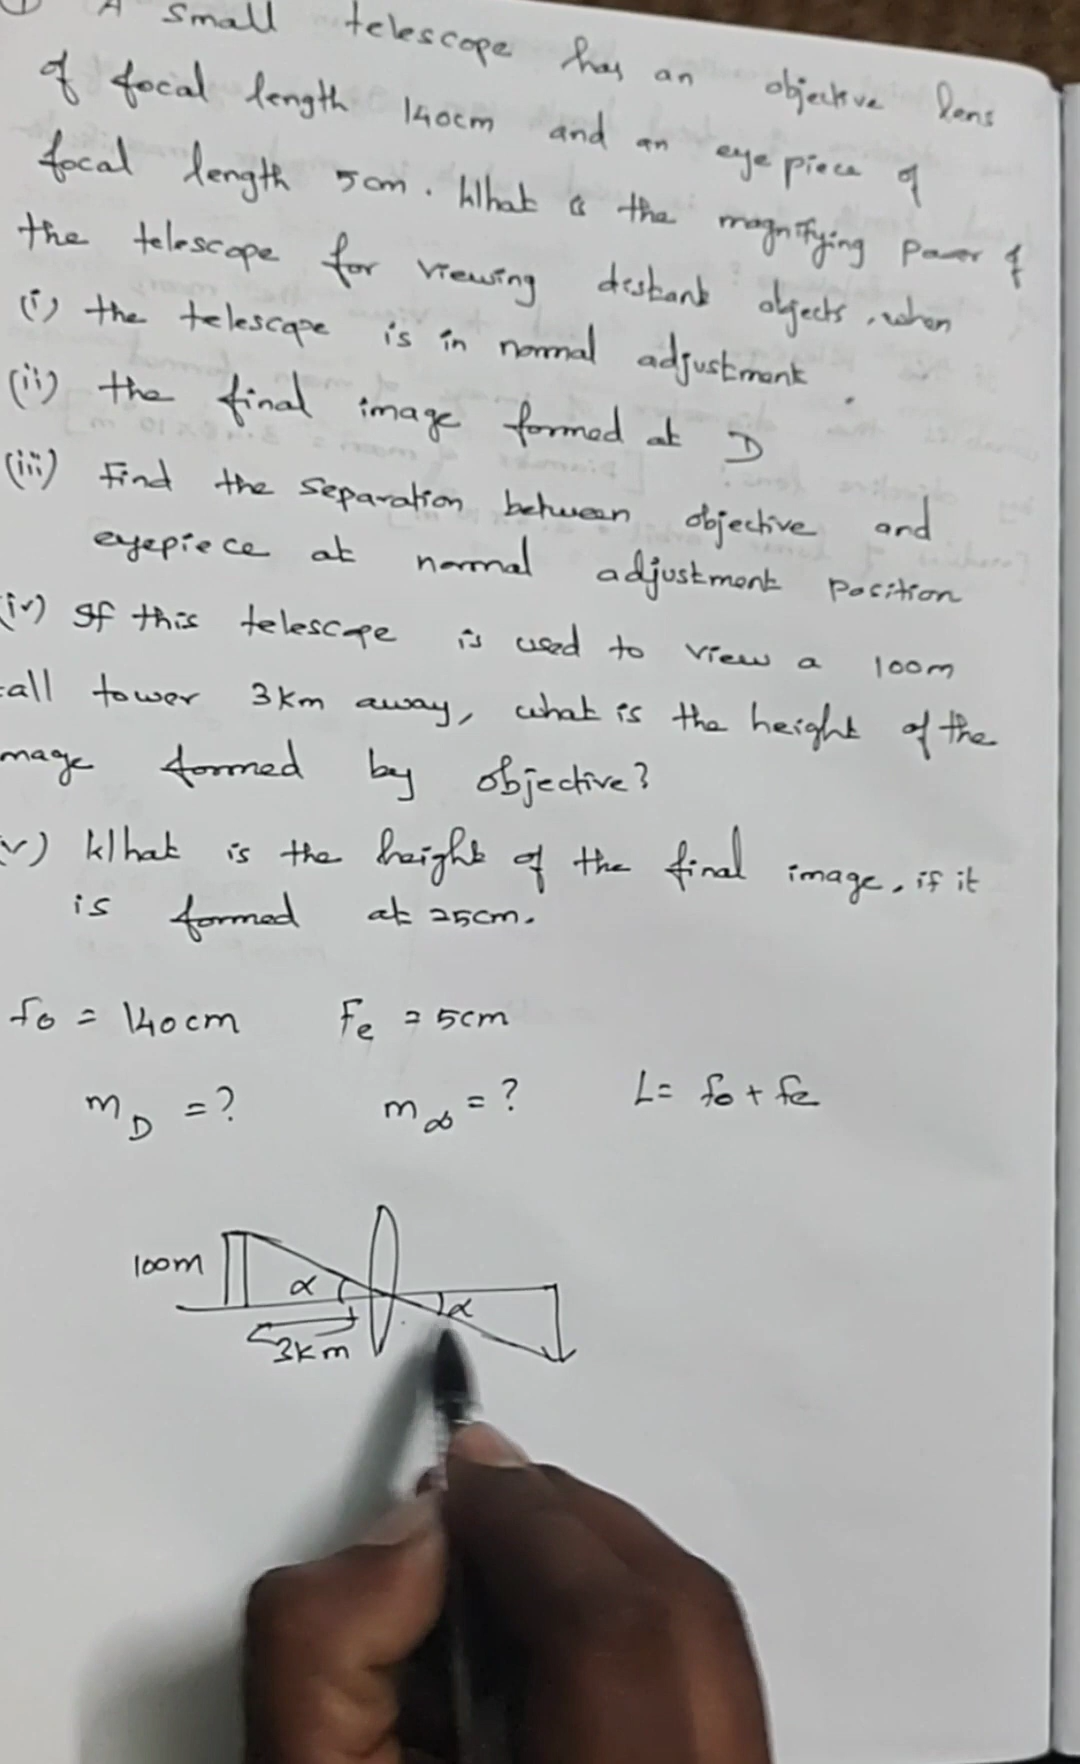 A small telescope has an objective lens
of focal length 140cm and an eye piece of
focal length 5cm. What is the magnifying power of
the telescope for viewing distant objects, when
(i) the telescope is in normal adjustment.
(ii) the final image formed at D
(iii) Find the separation between objective and
eyepiece at normal adjustment position
iv) If this telescope is used to view a 100m
all tower 3km away, what is the height of the
mage formed by objective?
v) What is the height of the final image, if it
is formed at 25cm.
fo = 140cm Fe = 5cm
mD = ? m∞ = ? L = fo + fe
100m α α
3km